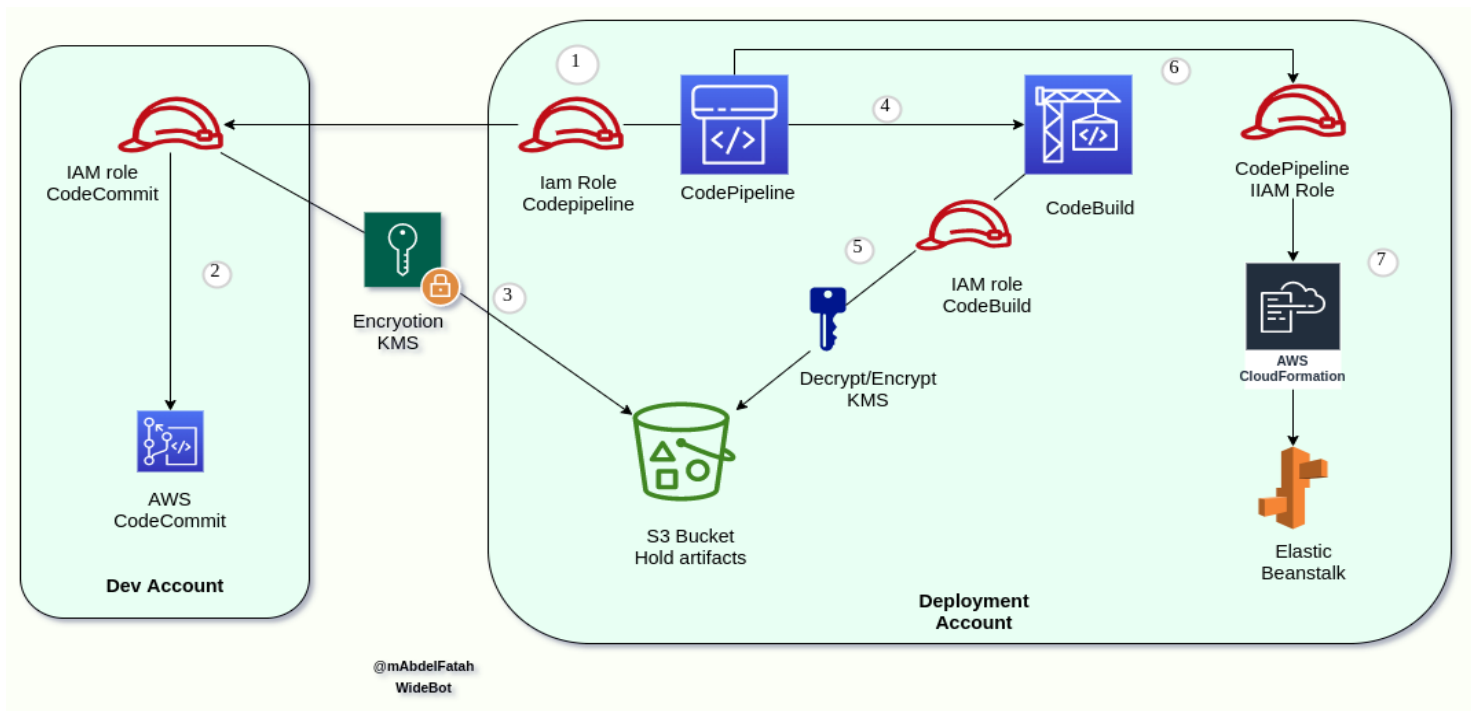 1
6
4
IAM role
CodeCommit
Iam Role
Codepipeline
CodePipeline
CodeBuild
CodePipeline
IIAM Role
2
3
5
7
Encryotion
KMS
IAM role
CodeBuild
Decrypt/Encrypt
KMS
AWS
CloudFormation
AWS
CodeCommit
S3 Bucket
Hold artifacts
Elastic
Beanstalk
Dev Account
Deployment
Account
@mAbdelFatah
WideBot